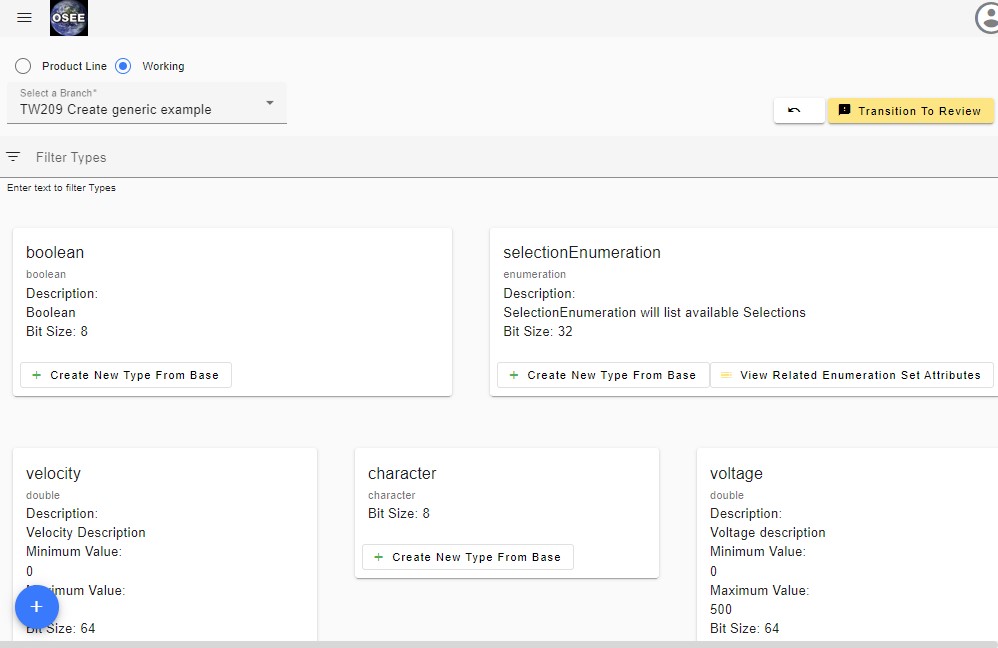 OSEE
Product Line
Working
Select a Branch*
TW209 Create generic example
Transition To Review
Filter Types
Enter text to filter Types
boolean
boolean
Description:
Boolean
Bit Size: 8
Create New Type From Base
selectionEnumeration
enumeration
Description:
SelectionEnumeration will list available Selections
Bit Size: 32
Create New Type From Base
View Related Enumeration Set Attributes
velocity
double
Description:
Velocity Description
Minimum Value:
0
Maximum Value:
Bit Size: 64
character
character
Bit Size: 8
Create New Type From Base
voltage
double
Description:
Voltage description
Minimum Value:
0
Maximum Value:
500
Bit Size: 64